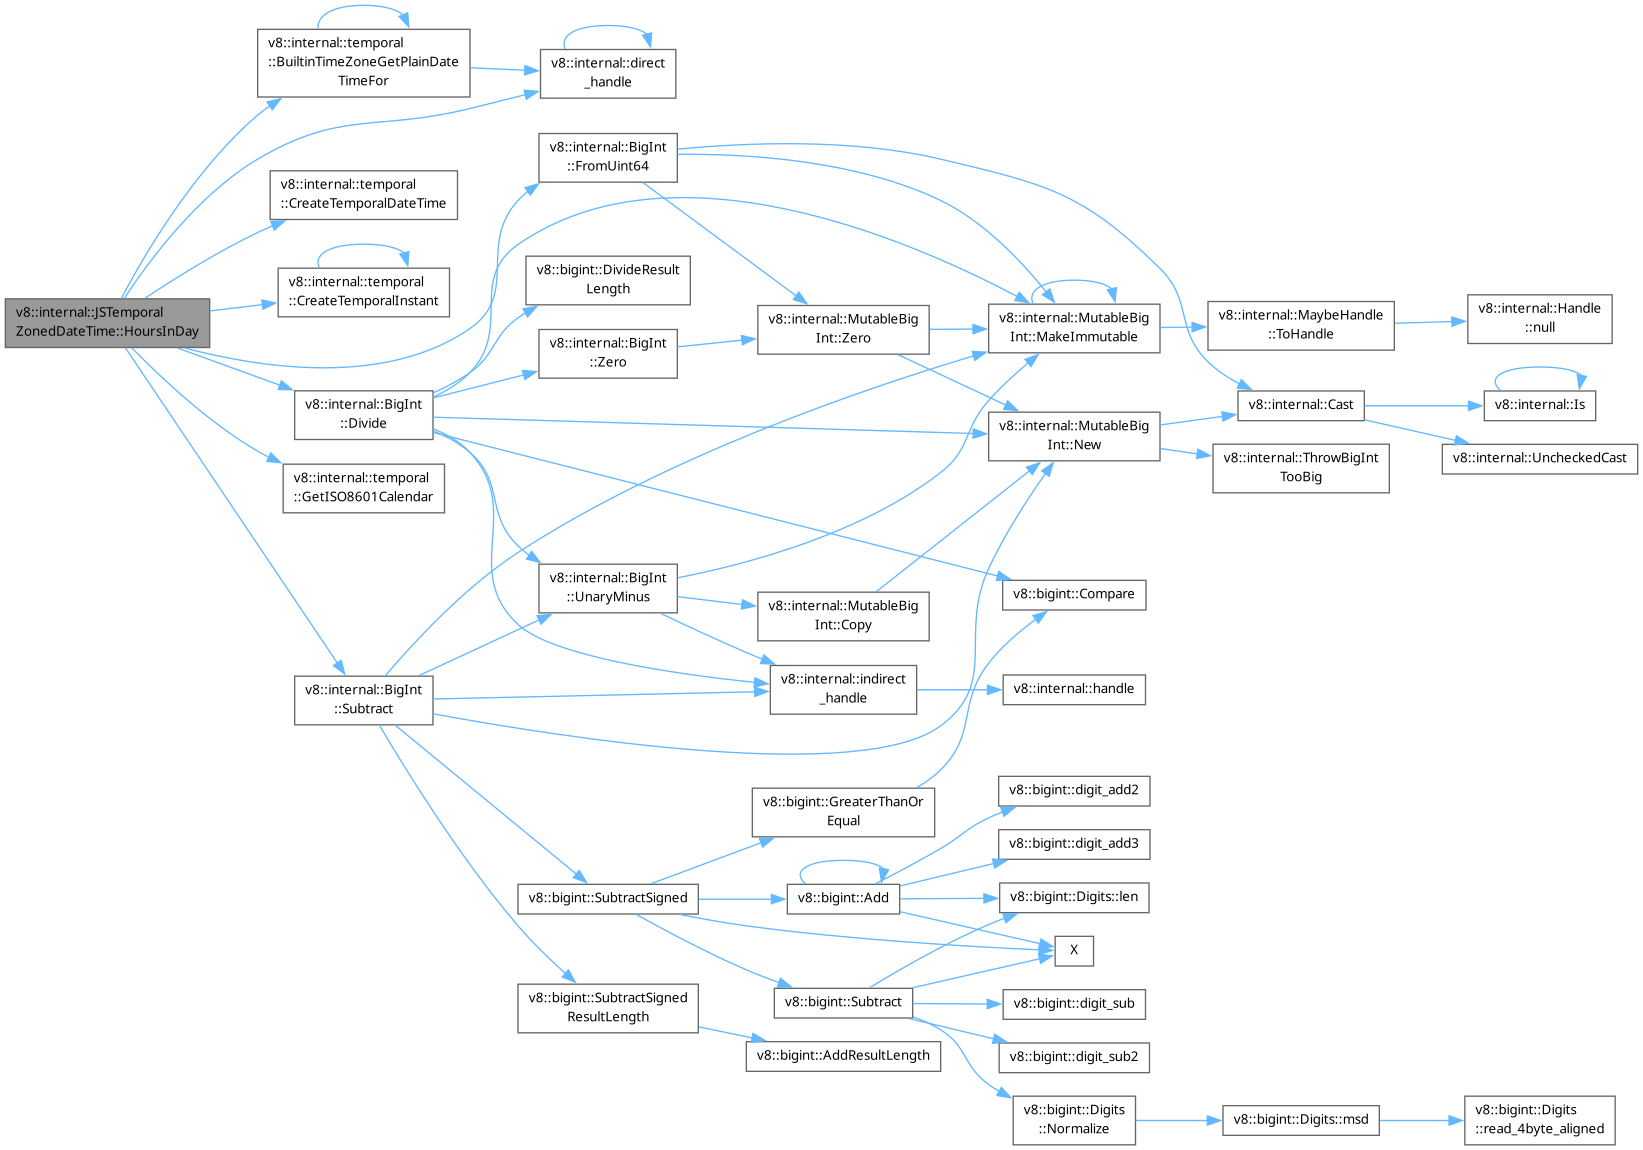 v8::internal::JSTemporal
ZonedDateTime::HoursInDay
v8::internal::temporal
::BuiltinTimeZoneGetPlainDate
TimeFor
v8::internal::direct
_handle
v8::internal::temporal
::CreateTemporalDateTime
v8::internal::temporal
::CreateTemporalInstant
v8::internal::BigInt
::Divide
v8::internal::temporal
::GetISO8601Calendar
v8::internal::BigInt
::Subtract
v8::internal::BigInt
::FromUint64
v8::bigint::DivideResult
Length
v8::internal::BigInt
::Zero
v8::internal::BigInt
::UnaryMinus
v8::bigint::SubtractSigned
v8::bigint::SubtractSigned
ResultLength
v8::internal::MutableBig
Int::Zero
v8::internal::MutableBig
Int::Copy
v8::internal::indirect
_handle
v8::bigint::GreaterThanOr
Equal
v8::bigint::Add
v8::bigint::Subtract
v8::bigint::AddResultLength
v8::internal::MutableBig
Int::MakeImmutable
v8::internal::MutableBig
Int::New
v8::bigint::Compare
v8::internal::handle
v8::bigint::digit_add2
v8::bigint::digit_add3
v8::bigint::Digits::len
X
v8::bigint::digit_sub
v8::bigint::digit_sub2
v8::bigint::Digits
::Normalize
v8::internal::MaybeHandle
::ToHandle
v8::internal::Cast
v8::internal::ThrowBigInt
TooBig
v8::bigint::Digits::msd
v8::internal::Handle
::null
v8::internal::Is
v8::internal::UncheckedCast
v8::bigint::Digits
::read_4byte_aligned